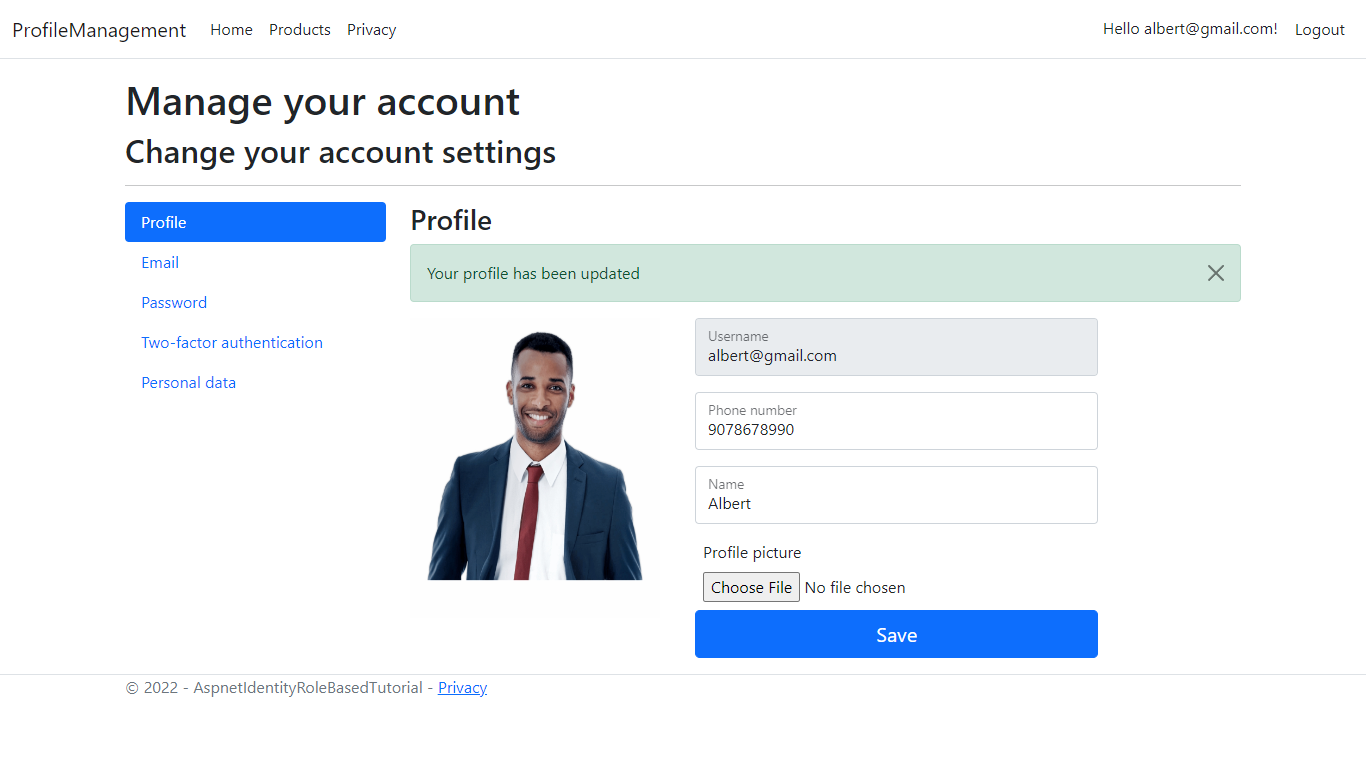 ProfileManagement Home Products Privacy Hello albert@gmail.com! Logout
Manage your account
Change your account settings
Profile
Email
Password
Two-factor authentication
Personal data
Profile
Your profile has been updated
Username
albert@gmail.com
Phone number
9078678990
Name
Albert
Profile picture
Choose File No file chosen
Save
© 2022 - AspnetIdentityRoleBasedTutorial - Privacy